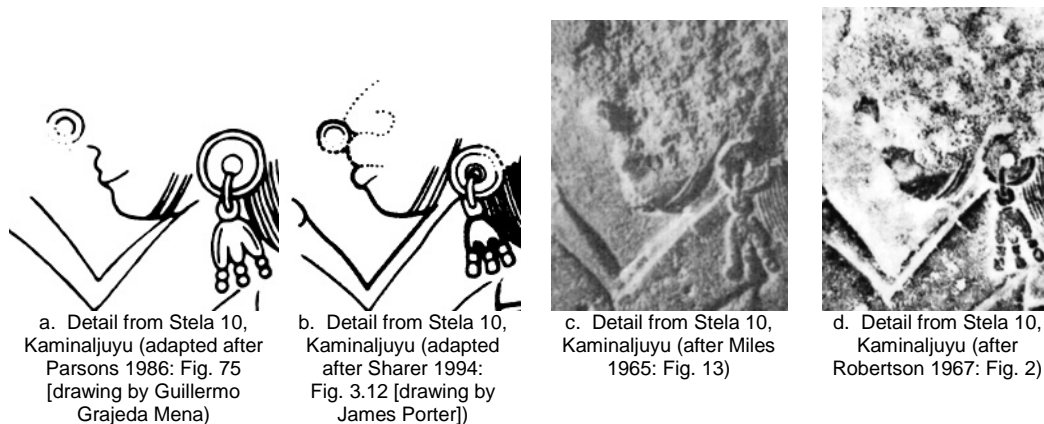 a. Detail from Stela 10,
Kaminaljuyu (adapted after
Parsons 1986: Fig. 75
[drawing by Guillermo
Grajeda Mena)
b. Detail from Stela 10,
Kaminaljuyu (adapted
after Sharer 1994:
Fig. 3.12 [drawing by
James Porter])
c. Detail from Stela 10,
Kaminaljuyu (after Miles
1965: Fig. 13)
d. Detail from Stela 10,
Kaminaljuyu (after
Robertson 1967: Fig. 2)